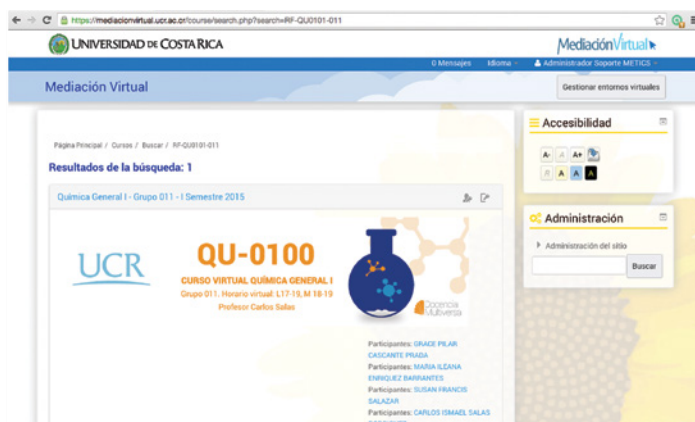 https://mediacionvirtual.ucr.ac.cr/course/search.php?search=RF-QU0101-011
UNIVERSIDAD DE COSTA RICA
MediaciónVirtual
0 Mensajes Idioma Administrador Soporte METICS
Mediación Virtual
Gestionar entornos virtuales
Página Principal / Cursos / Buscar / RF-QU0101-011
Resultados de la búsqueda: 1
Química General I - Grupo 011 - I Semestre 2015
UCR
QU-0100
CURSO VIRTUAL QUÍMICA GENERAL I
Grupo 011. Horario virtual: L17-19, M 18-19
Profesor Carlos Salas
Docencia
Multiversa
Participantes: GRACE PILAR
CASCANTE PRADA
Participantes: MARIA ILEANA
ENRIQUEZ BARRANTES
Participantes: SUSAN FRANCIS
SALAZAR
Participantes: CARLOS ISMAEL SALAS
Accesibilidad
A- A A+
R A A A
Administración
Administración del sitio
Buscar